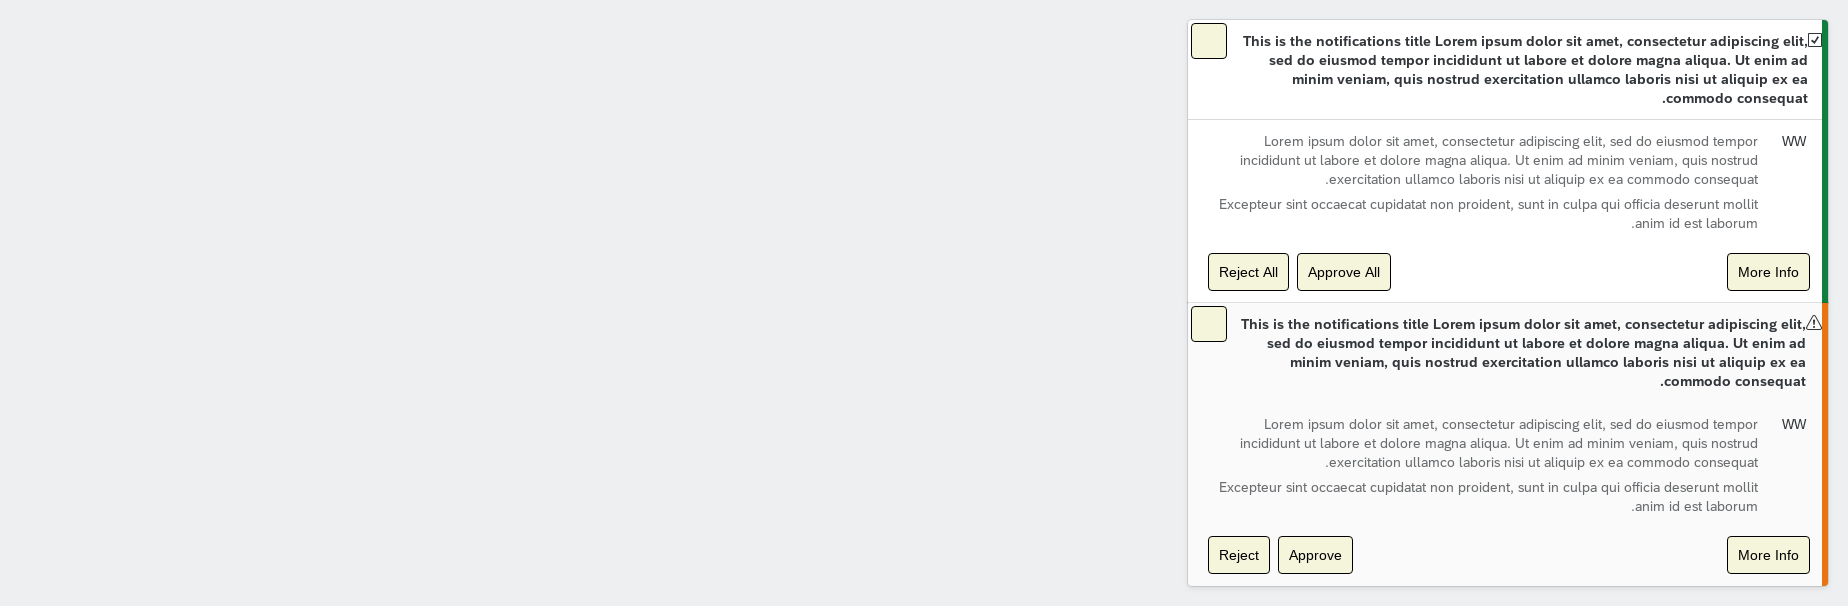 This is the notifications title Lorem ipsum dolor sit amet, consectetur adipiscing elit,
sed do eiusmod tempor incididunt ut labore et dolore magna aliqua. Ut enim ad
minim veniam, quis nostrud exercitation ullamco laboris nisi ut aliquip ex ea
.commodo consequat
WW
Lorem ipsum dolor sit amet, consectetur adipiscing elit, sed do eiusmod tempor
incididunt ut labore et dolore magna aliqua. Ut enim ad minim veniam, quis nostrud
.exercitation ullamco laboris nisi ut aliquip ex ea commodo consequat
Excepteur sint occaecat cupidatat non proident, sunt in culpa qui officia deserunt mollit
.anim id est laborum
Reject All Approve All More Info
This is the notifications title Lorem ipsum dolor sit amet, consectetur adipiscing elit,
sed do eiusmod tempor incididunt ut labore et dolore magna aliqua. Ut enim ad
minim veniam, quis nostrud exercitation ullamco laboris nisi ut aliquip ex ea
.commodo consequat
WW
Lorem ipsum dolor sit amet, consectetur adipiscing elit, sed do eiusmod tempor
incididunt ut labore et dolore magna aliqua. Ut enim ad minim veniam, quis nostrud
.exercitation ullamco laboris nisi ut aliquip ex ea commodo consequat
Excepteur sint occaecat cupidatat non proident, sunt in culpa qui officia deserunt mollit
.anim id est laborum
Reject Approve More Info